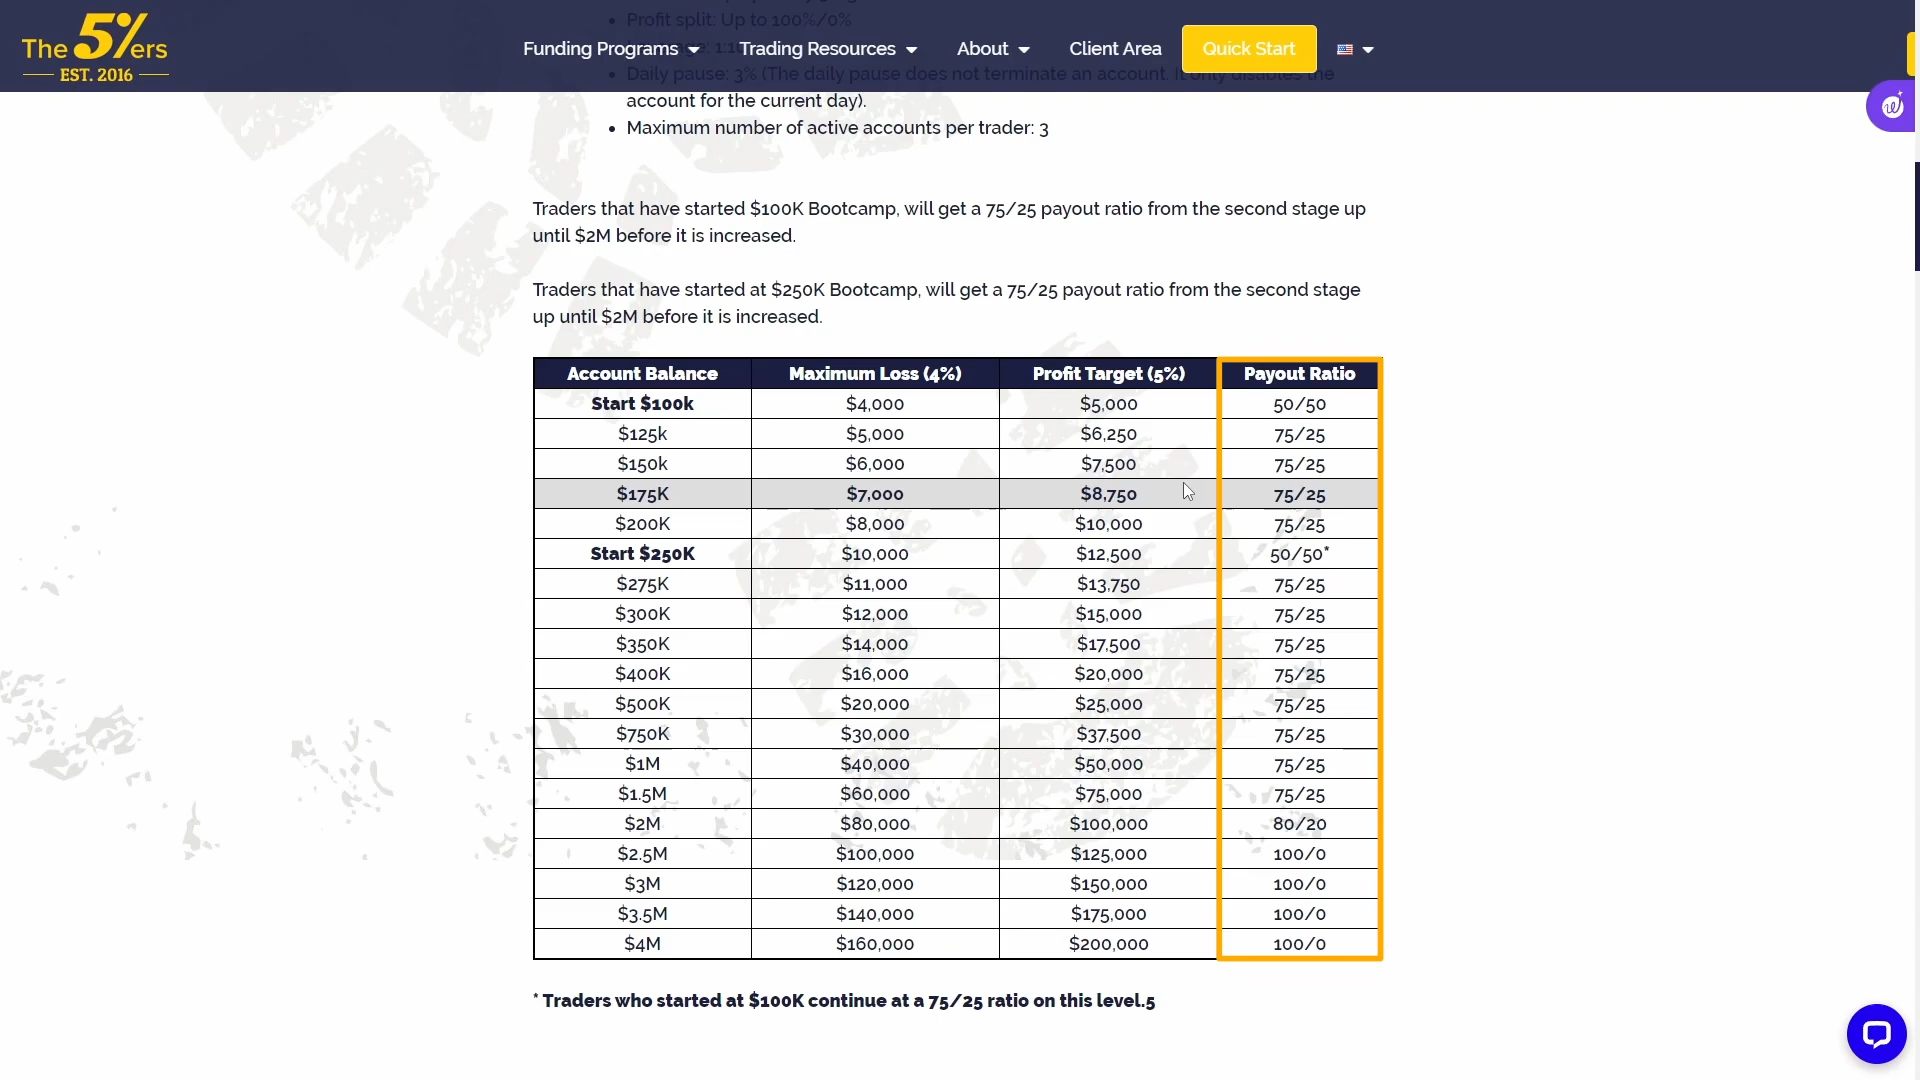 The 5%ers
EST. 2016
Funding Programs
Trading Resources
About
Client Area
Quick Start
Profit split: Up to 100%/0%
Daily pause: 3% (The daily pause does not terminate an account. It only disables the
account for the current day).
Maximum number of active accounts per trader: 3
Traders that have started $100K Bootcamp, will get a 75/25 payout ratio from the second stage up
until $2M before it is increased.
Traders that have started at $250K Bootcamp, will get a 75/25 payout ratio from the second stage
up until $2M before it is increased.
Account Balance Maximum Loss (4%) Profit Target (5%) Payout Ratio
Start $100k $4,000 $5,000 50/50
$125k $5,000 $6,250 75/25
$150k $6,000 $7,500 75/25
$175K $7,000 $8,750 75/25
$200K $8,000 $10,000 75/25
Start $250K $10,000 $12,500 50/50*
$275K $11,000 $13,750 75/25
$300K $12,000 $15,000 75/25
$350K $14,000 $17,500 75/25
$400K $16,000 $20,000 75/25
$500K $20,000 $25,000 75/25
$750K $30,000 $37,500 75/25
$1M $40,000 $50,000 75/25
$1.5M $60,000 $75,000 75/25
$2M $80,000 $100,000 80/20
$2.5M $100,000 $125,000 100/0
$3M $120,000 $150,000 100/0
$3.5M $140,000 $175,000 100/0
$4M $160,000 $200,000 100/0
* Traders who started at $100K continue at a 75/25 ratio on this level.5